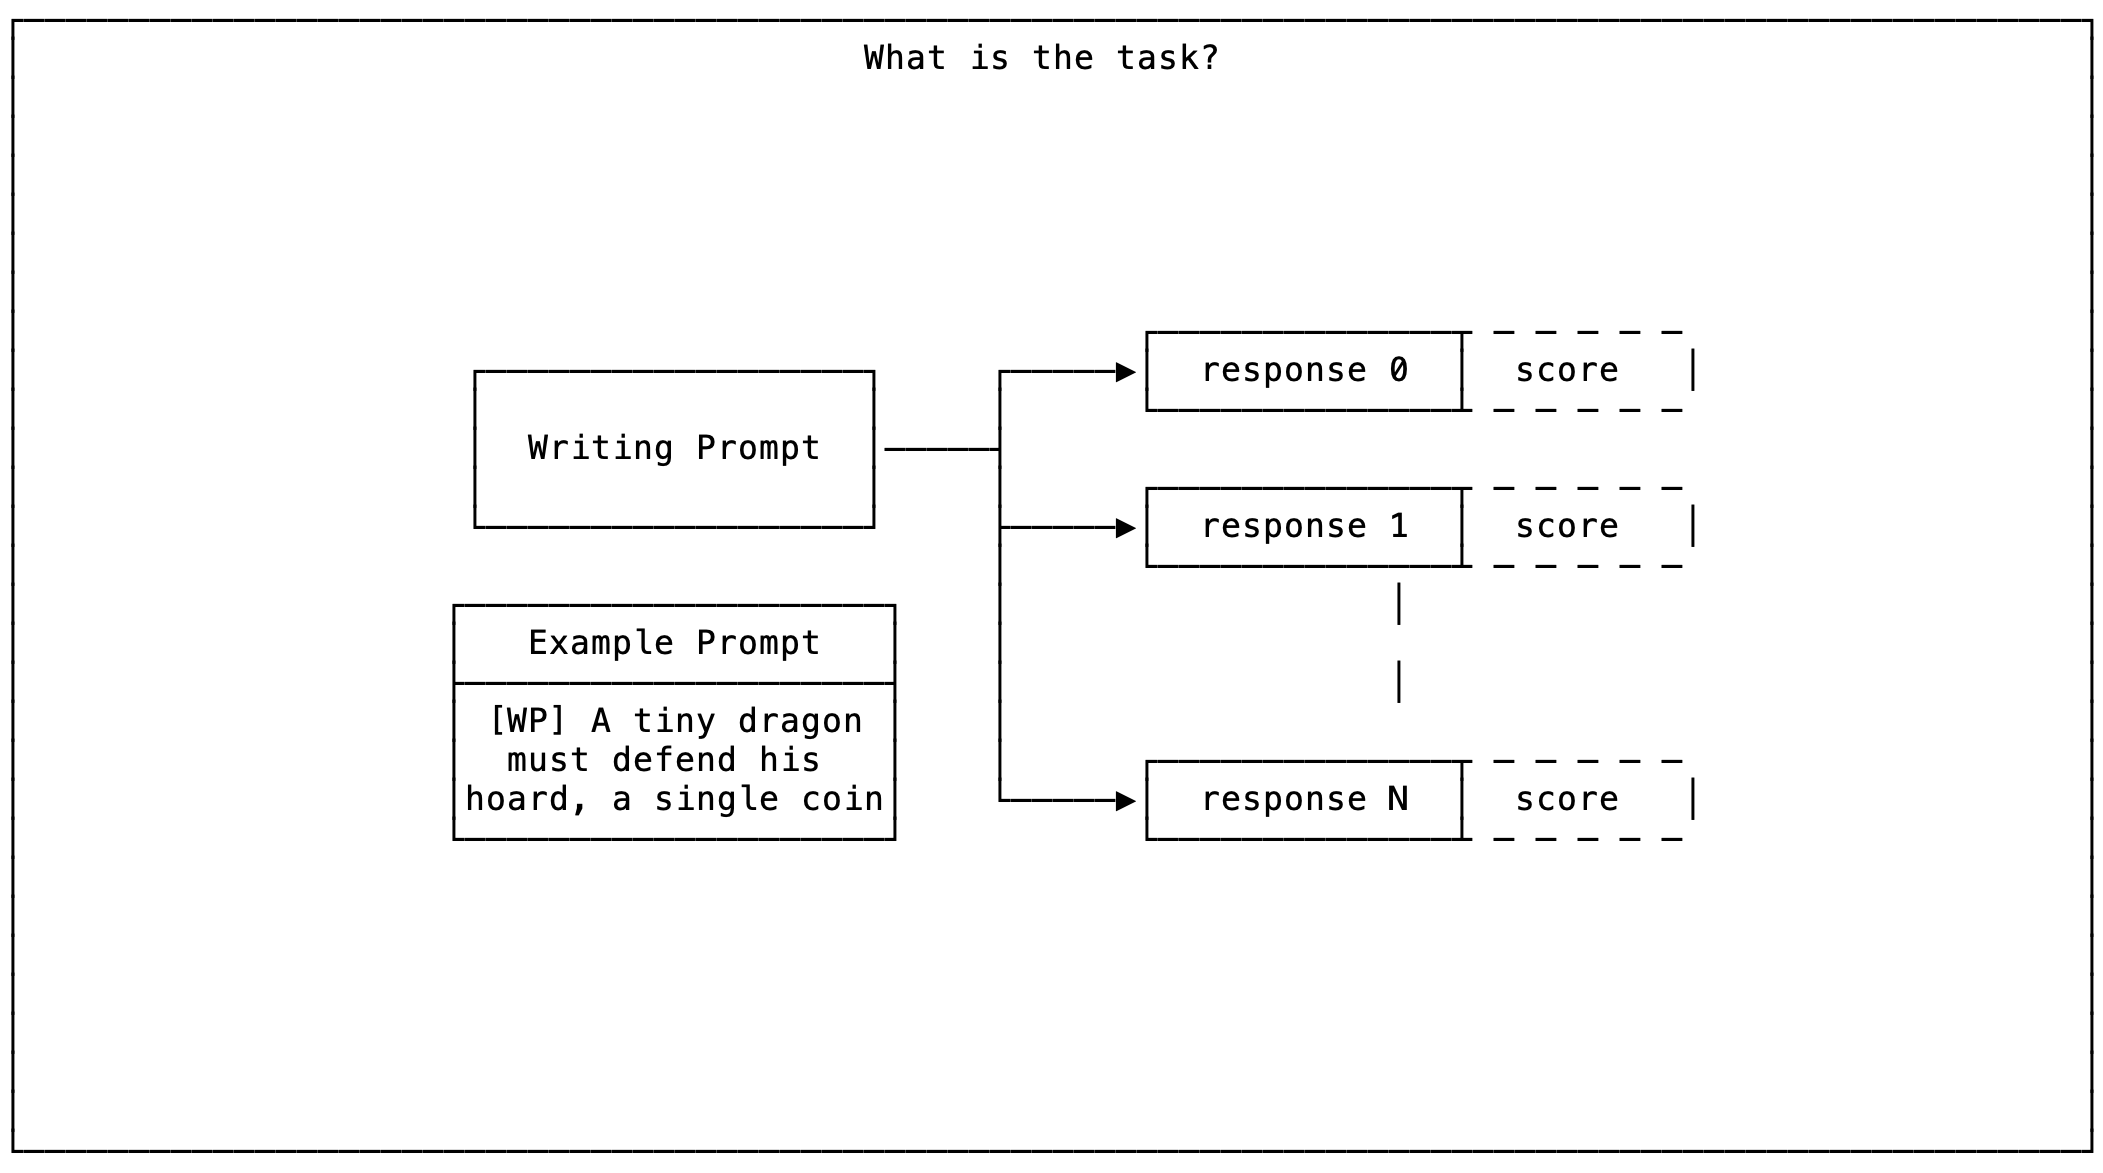 What is the task?
response 0
score
Writing Prompt
response 1
score
Example Prompt
[WP] A tiny dragon
must defend his
hoard, a single coin
response N
score